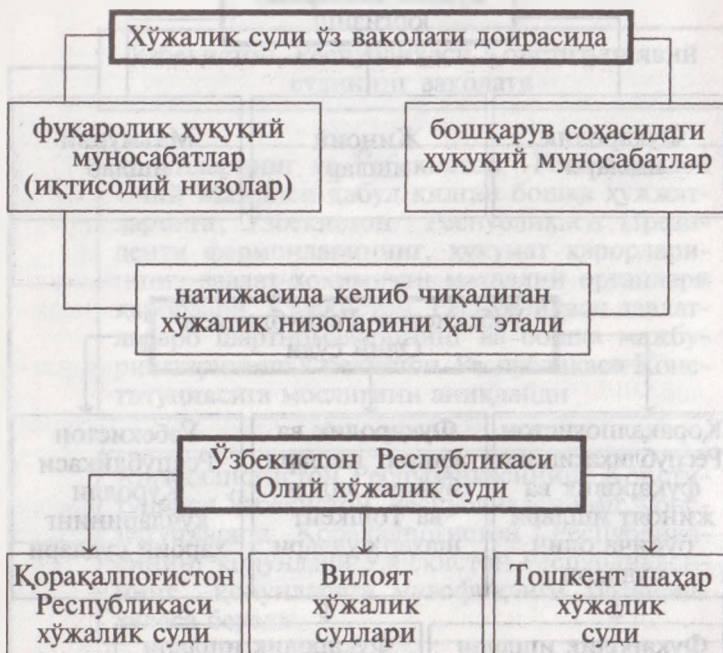 Хўжалик суди ўз ваколати доирасида
фуқаролик ҳуқуқий
муносабатлар
(иқтисодий низолар)
бошқарув соҳасидаги
ҳуқуқий муносабатлар
натижасида келиб чиқадиган
хўжалик низоларини ҳал этади
Ўзбекистон Республикаси
Олий хўжалик суди
Қорақалпоғистон
Республикаси
хўжалик суди
Вилоят
хўжалик
судлари
Тошкент шаҳар
хўжалик
суди